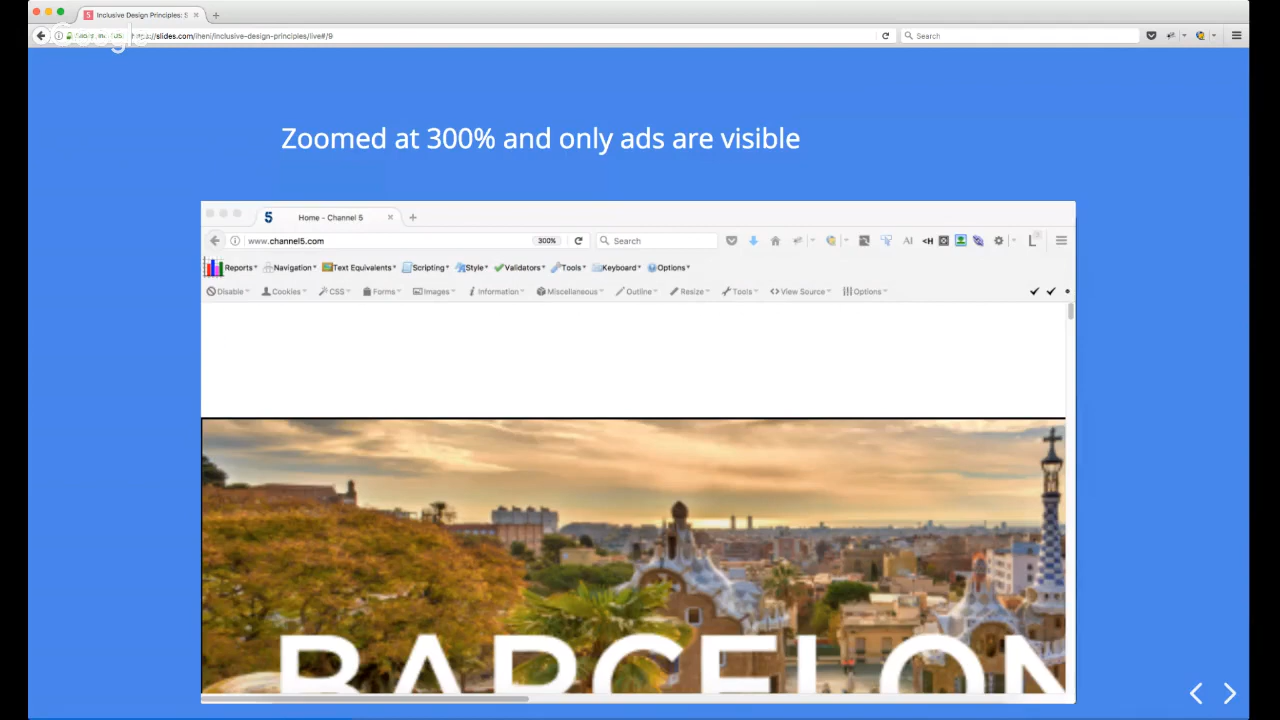 Inclusive Design Principles: S
https://slides.com/iheni/inclusive-design-principles/live#/9
Search
Zoomed at 300% and only ads are visible
5 Home - Channel 5
www.channel5.com
300%
Search
Reports Navigation Text Equivalents Scripting Style Validators Tools Keyboard Options
Disable Cookies CSS Forms Images Information Miscellaneous Outline Resize Tools View Source Options
BARCELON